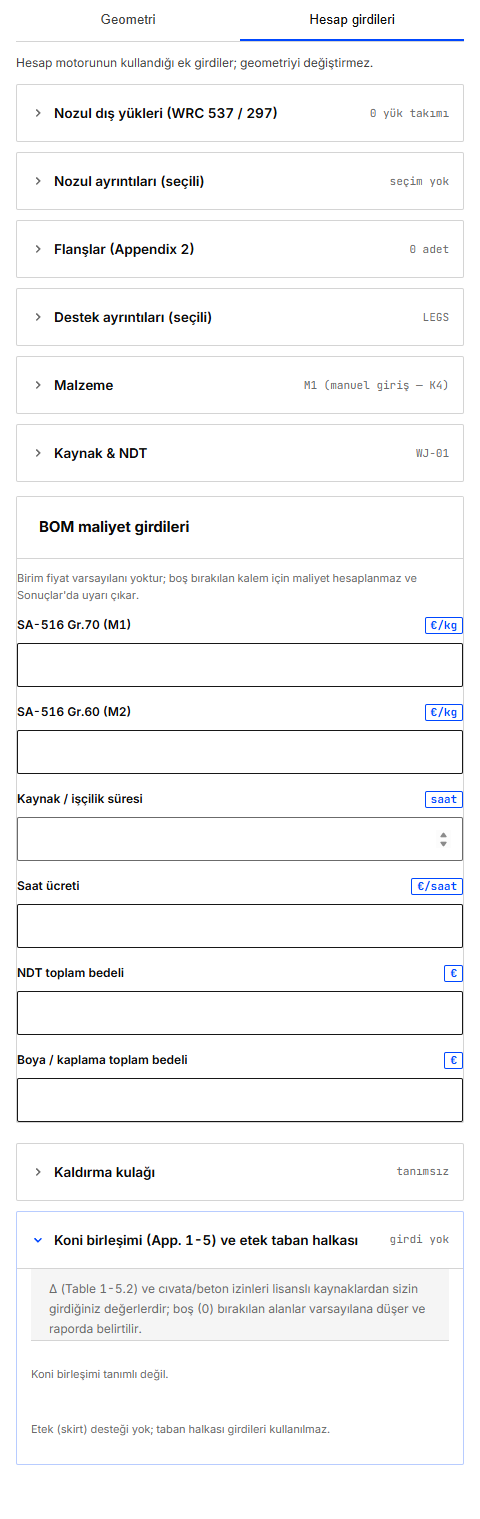 Geometri
Hesap girdileri
Hesap motorunun kullandığı ek girdiler; geometriyi değiştirmez.
Nozul dış yükleri (WRC 537 / 297)
0 yük takımı
Nozul ayrıntıları (seçili)
seçim yok
Flanşlar (Appendix 2)
0 adet
Destek ayrıntıları (seçili)
LEGS
Malzeme
M1 (manuel giriş — K4)
Kaynak & NDT
WJ-01
BOM maliyet girdileri
Birim fiyat varsayılanı yoktur; boş bırakılan kalem için maliyet hesaplanmaz ve
Sonuçlar'da uyarı çıkar.
SA-516 Gr.70 (M1)
€/kg
SA-516 Gr.60 (M2)
€/kg
Kaynak / işçilik süresi
saat
Saat ücreti
€/saat
NDT toplam bedeli
€
Boya / kaplama toplam bedeli
€
Kaldırma kulağı
tanımsız
Koni birleşimi (App. 1-5) ve etek taban halkası
girdi yok
Δ (Table 1-5.2) ve cıvata/beton izinleri lisanslı kaynaklardan sizin
girdiğiniz değerlerdir; boş (0) bırakılan alanlar varsayılana düşer ve
raporda belirtilir.
Koni birleşimi tanımlı değil.
Etek (skirt) desteği yok; taban halkası girdileri kullanılmaz.